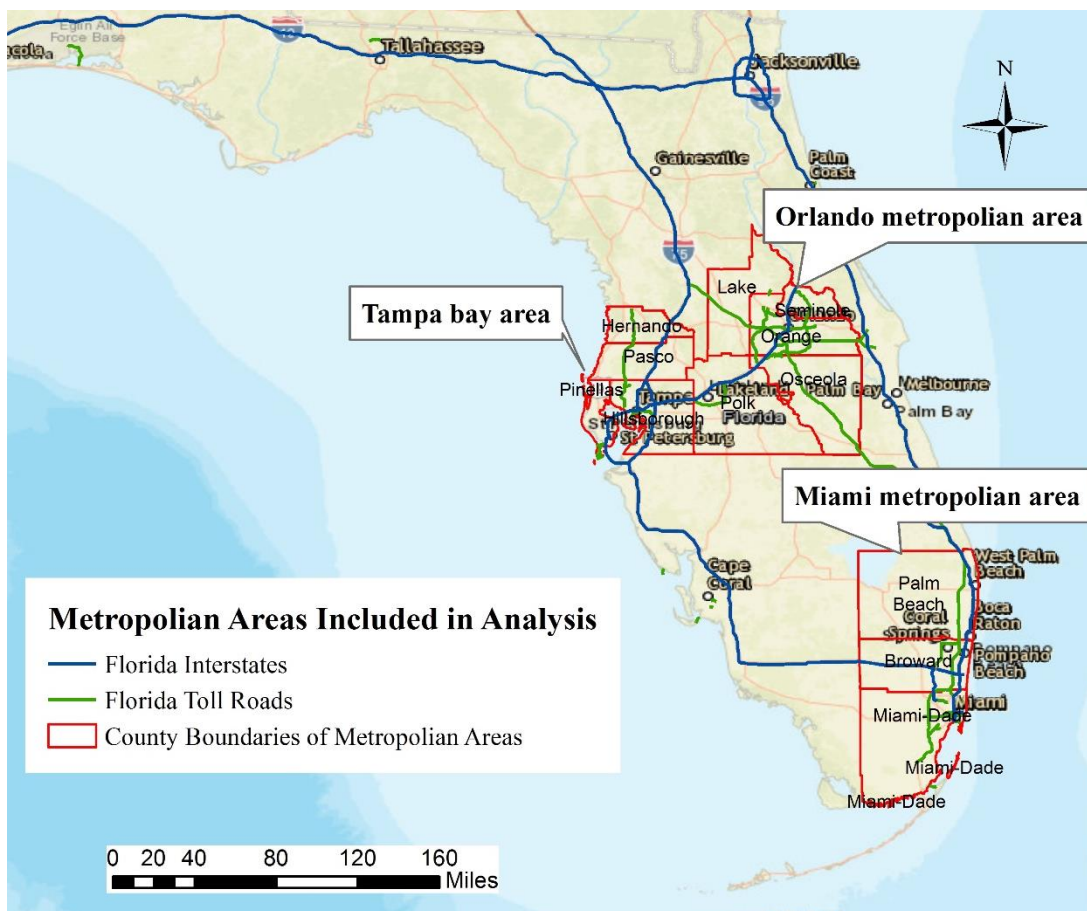 Eglin Air
Force Base
Tallahassee
Jacksonville
N
Gainesville
Palm
Coast
Orlando metropolian area
Lake
Tampa bay area
Seminole
Hernando
Orange
Pasco
Osceola
Pinellas
Lakeland
Palm Bay
Melbourne
Tampa
Polk
Palm Bay
Hillsborough
Florida
St Petersburg
Miami metropolian area
West Palm
Beach
Cape
Coral
Palm
Beach
Boca
Raton
Coral
Springs
Metropolian Areas Included in Analysis
Broward
Pompano
Beach
Florida Interstates
Florida Toll Roads
Miami
Miami-Dade
County Boundaries of Metropolian Areas
Miami-Dade
Miami-Dade
0 20 40 80 120 160
Miles